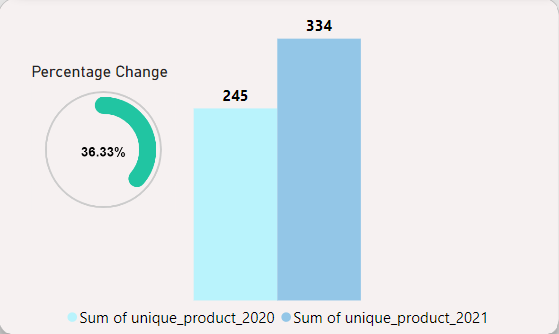 334
245
Percentage Change
36.33%
Sum of unique_product_2020 Sum of unique_product_2021